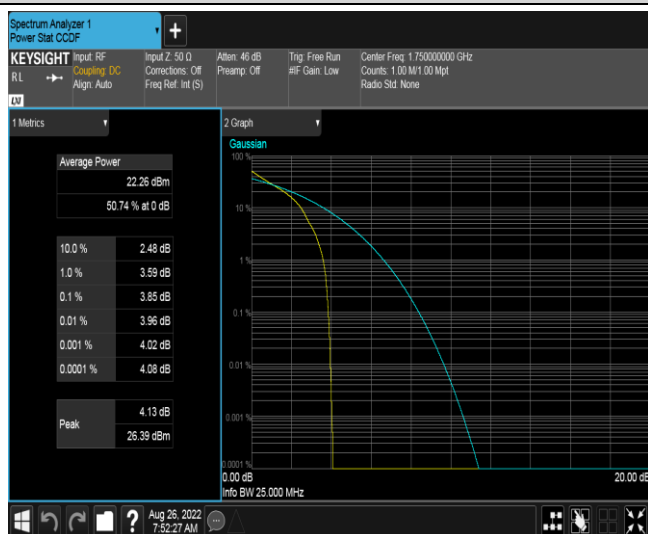 Spectrum Analyzer 1
Power Stat CCDF
+
KEYSIGHT
RL
LXI
Input: RF
Coupling: DC
Align: Auto
Input Z: 50 Ω
Corrections: Off
Freq Ref: Int (S)
Atten: 46 dB
Preamp: Off
Trig: Free Run
#IF Gain: Low
Center Freq: 1.750000000 GHz
Counts: 1.00 M/1.00 Mpt
Radio Std: None
1 Metrics
Average Power
22.26 dBm
50.74 % at 0 dB
10.0 % 2.48 dB
1.0 % 3.59 dB
0.1 % 3.85 dB
0.01 % 3.96 dB
0.001 % 4.02 dB
0.0001 % 4.08 dB
Peak
4.13 dB
26.39 dBm
2 Graph
Gaussian
100 %
10 %
1 %
0.1 %
0.01 %
0.001 %
0.0001 %
0.00 dB
20.00 dB
Info BW 25.000 MHz
?
Aug 26, 2022
7:52:27 AM